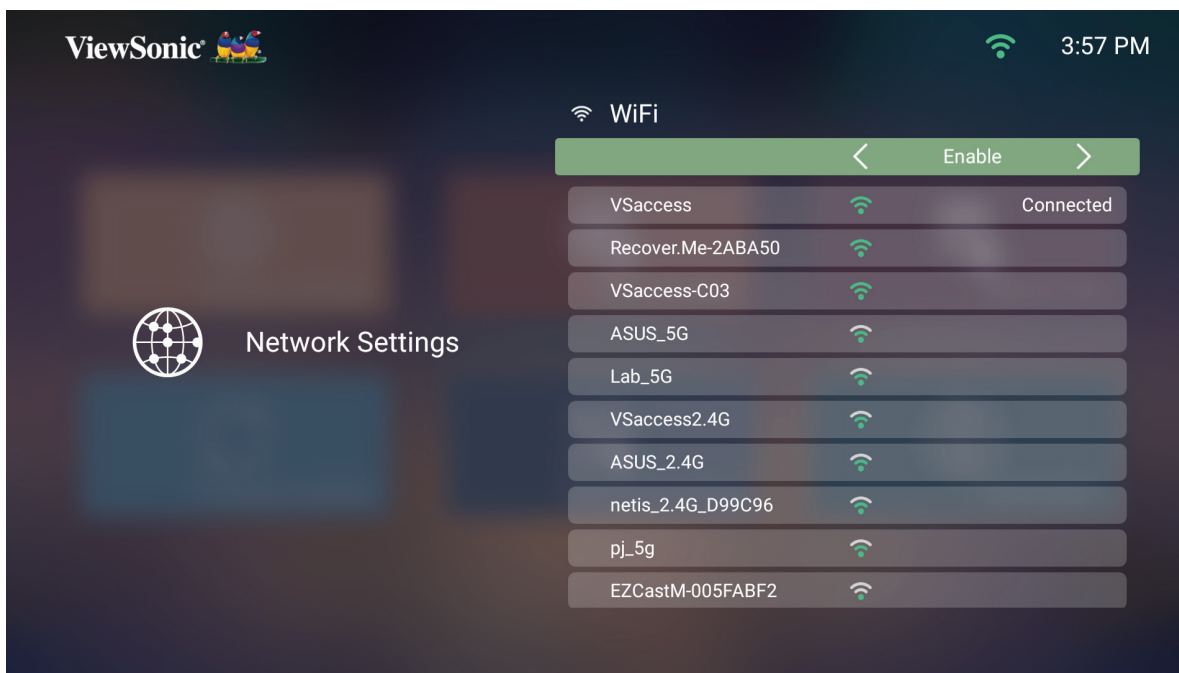 ViewSonic
3:57 PM
WiFi
Enable
VSaccess Connected
Recover.Me-2ABA50
VSaccess-C03
ASUS_5G
Network Settings
Lab_5G
VSaccess2.4G
ASUS_2.4G
netis_2.4G_D99C96
pj_5g
EZCastM-005FABF2